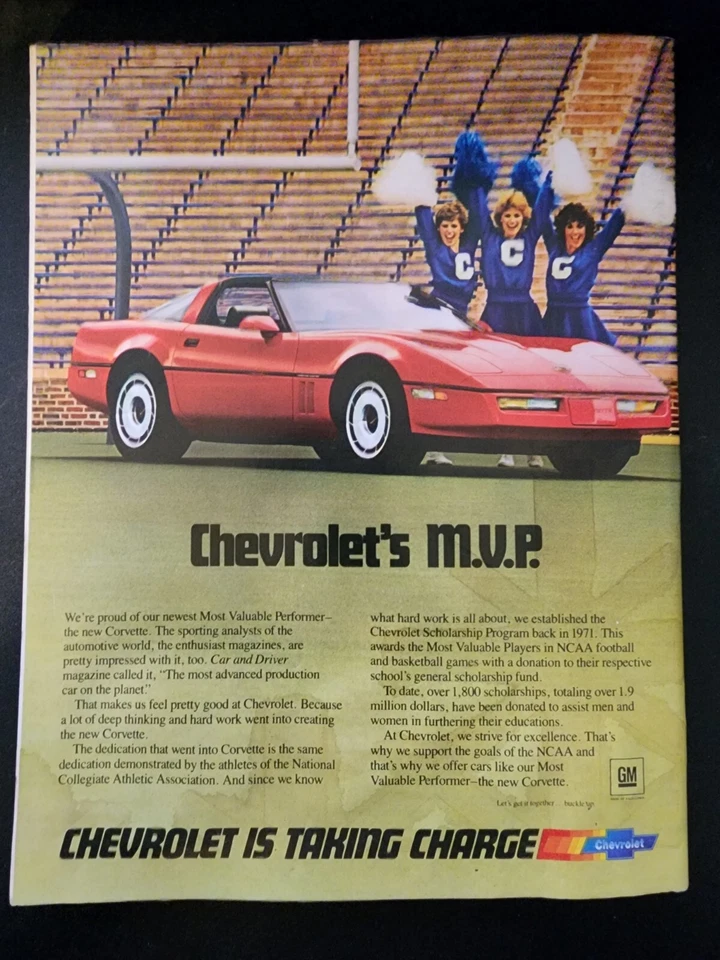 C
C
C
Chevrolet's M.V.P.
We're proud of our newest Most Valuable Performer–
the new Corvette. The sporting analysts of the
automotive world, the enthusiast magazines, are
pretty impressed with it, too. Car and Driver
magazine called it, "The most advanced production
car on the planet."
That makes us feel pretty good at Chevrolet. Because
a lot of deep thinking and hard work went into creating
the new Corvette.
The dedication that went into Corvette is the same
dedication demonstrated by the athletes of the National
Collegiate Athletic Association. And since we know
what hard work is all about, we established the
Chevrolet Scholarship Program back in 1971. This
awards the Most Valuable Players in NCAA football
and basketball games with a donation to their respective
school's general scholarship fund.
To date, over 1,800 scholarships, totaling over 1.9
million dollars, have been donated to assist men and
women in furthering their educations.
At Chevrolet, we strive for excellence. That's
why we support the goals of the NCAA and
that's why we offer cars like our Most
Valuable Performer–the new Corvette.
GM
Let's get it together . . . buckle up.
CHEVROLET IS TAKING CHARGE
Chevrolet